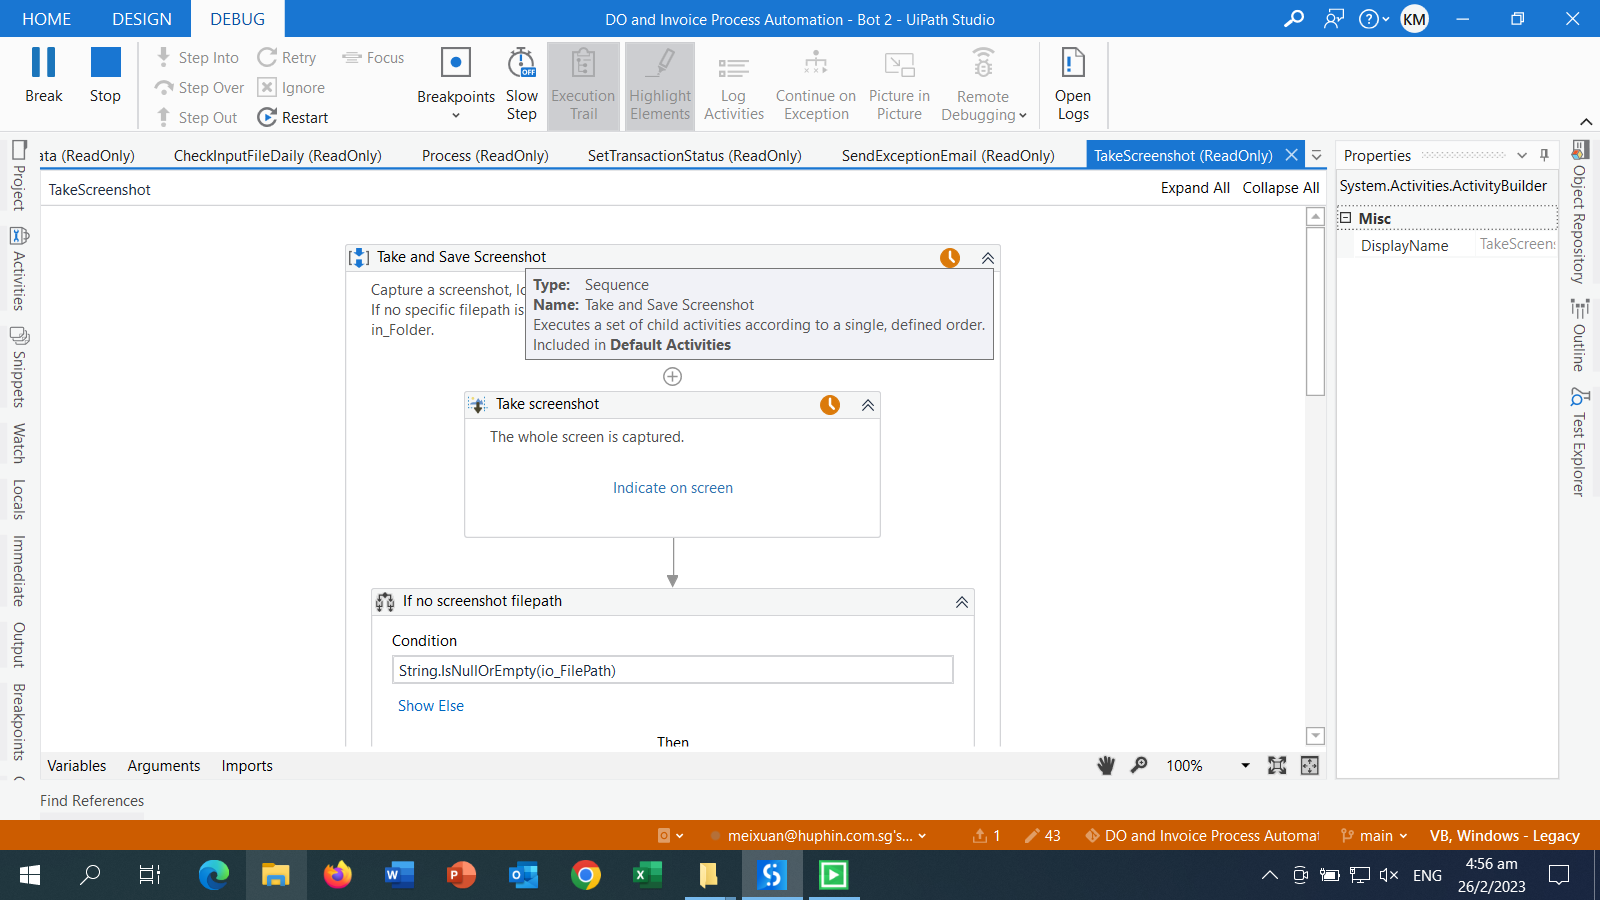 HOME DESIGN DEBUG DO and Invoice Process Automation - Bot 2 - UiPath Studio KM
Break Stop Step Into Retry Focus
Step Over Ignore
Step Out Restart
Breakpoints Slow Step OFF Execution Trail Highlight Elements Log Activities Continue on Exception Picture in Picture Remote Debugging Open Logs
ata (ReadOnly) CheckInputFileDaily (ReadOnly) Process (ReadOnly) SetTransactionStatus (ReadOnly) SendExceptionEmail (ReadOnly) TakeScreenshot (ReadOnly)
TakeScreenshot Expand All Collapse All
Take and Save Screenshot
Capture a screenshot, lo
If no specific filepath is
in_Folder.
Type: Sequence
Name: Take and Save Screenshot
Executes a set of child activities according to a single, defined order.
Included in Default Activities
Take screenshot
The whole screen is captured.
Indicate on screen
If no screenshot filepath
Condition
String.IsNullOrEmpty(io_FilePath)
Show Else
Then
Project
Activities
Snippets
Watch
Locals
Immediate
Output
Breakpoints
Properties
System.Activities.ActivityBuilder
Misc
DisplayName TakeScreens
Object Repository
Outline
Test Explorer
Variables Arguments Imports 100%
Find References
meixuan@huphin.com.sg's... 1 43 DO and Invoice Process Automat main VB, Windows - Legacy
ENG 4:56 am
26/2/2023